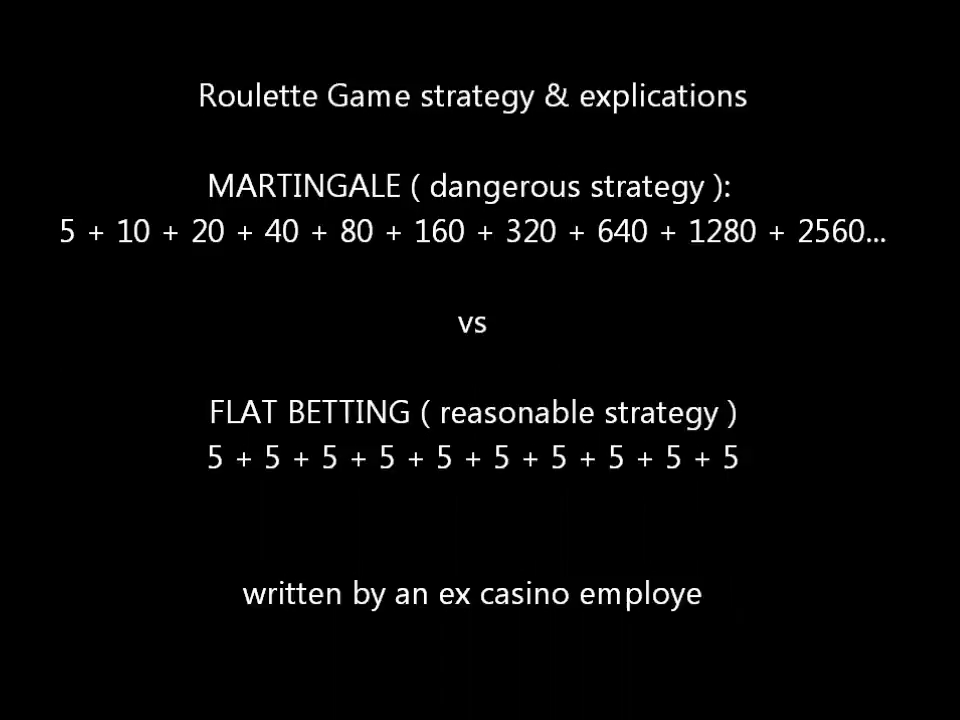 Roulette Game strategy & explications
MARTINGALE ( dangerous strategy ):
5 + 10 + 20 + 40 + 80 + 160 + 320 + 640 + 1280 + 2560...
vs
FLAT BETTING ( reasonable strategy )
5 + 5 + 5 + 5 + 5 + 5 + 5 + 5 + 5 + 5
written by an ex casino employe